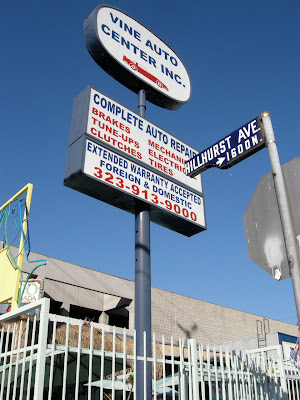 VINE AUTO
CENTER INC.
COMPLETE AUTO REPAIR
BRAKES MECHANIC
TUNE-UPS ELECTRIC
CLUTCHES TIRES
EXTENDED WARRANTY ACCEPTED
FOREIGN & DOMESTIC
323-913-9000
HILLHURST AVE.
1600 N.